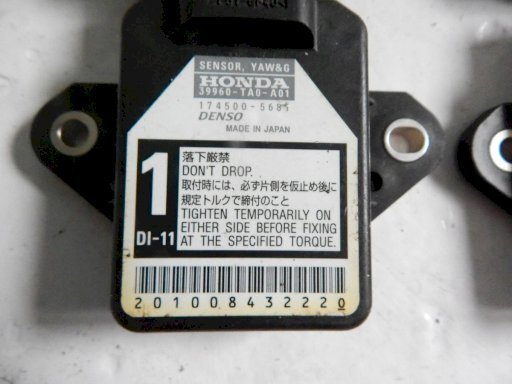 SENSOR, YAW&G
HONDA
39960-TA0-A01
174500-5683
DENSO
MADE IN JAPAN
1
DI-11
落下厳禁
DON'T DROP.
取付時には、必ず片側を仮止め後に
規定トルクで締付のこと
TIGHTEN TEMPORARILY ON
EITHER SIDE BEFORE FIXING
AT THE SPECIFIED TORQUE.
2010084322220